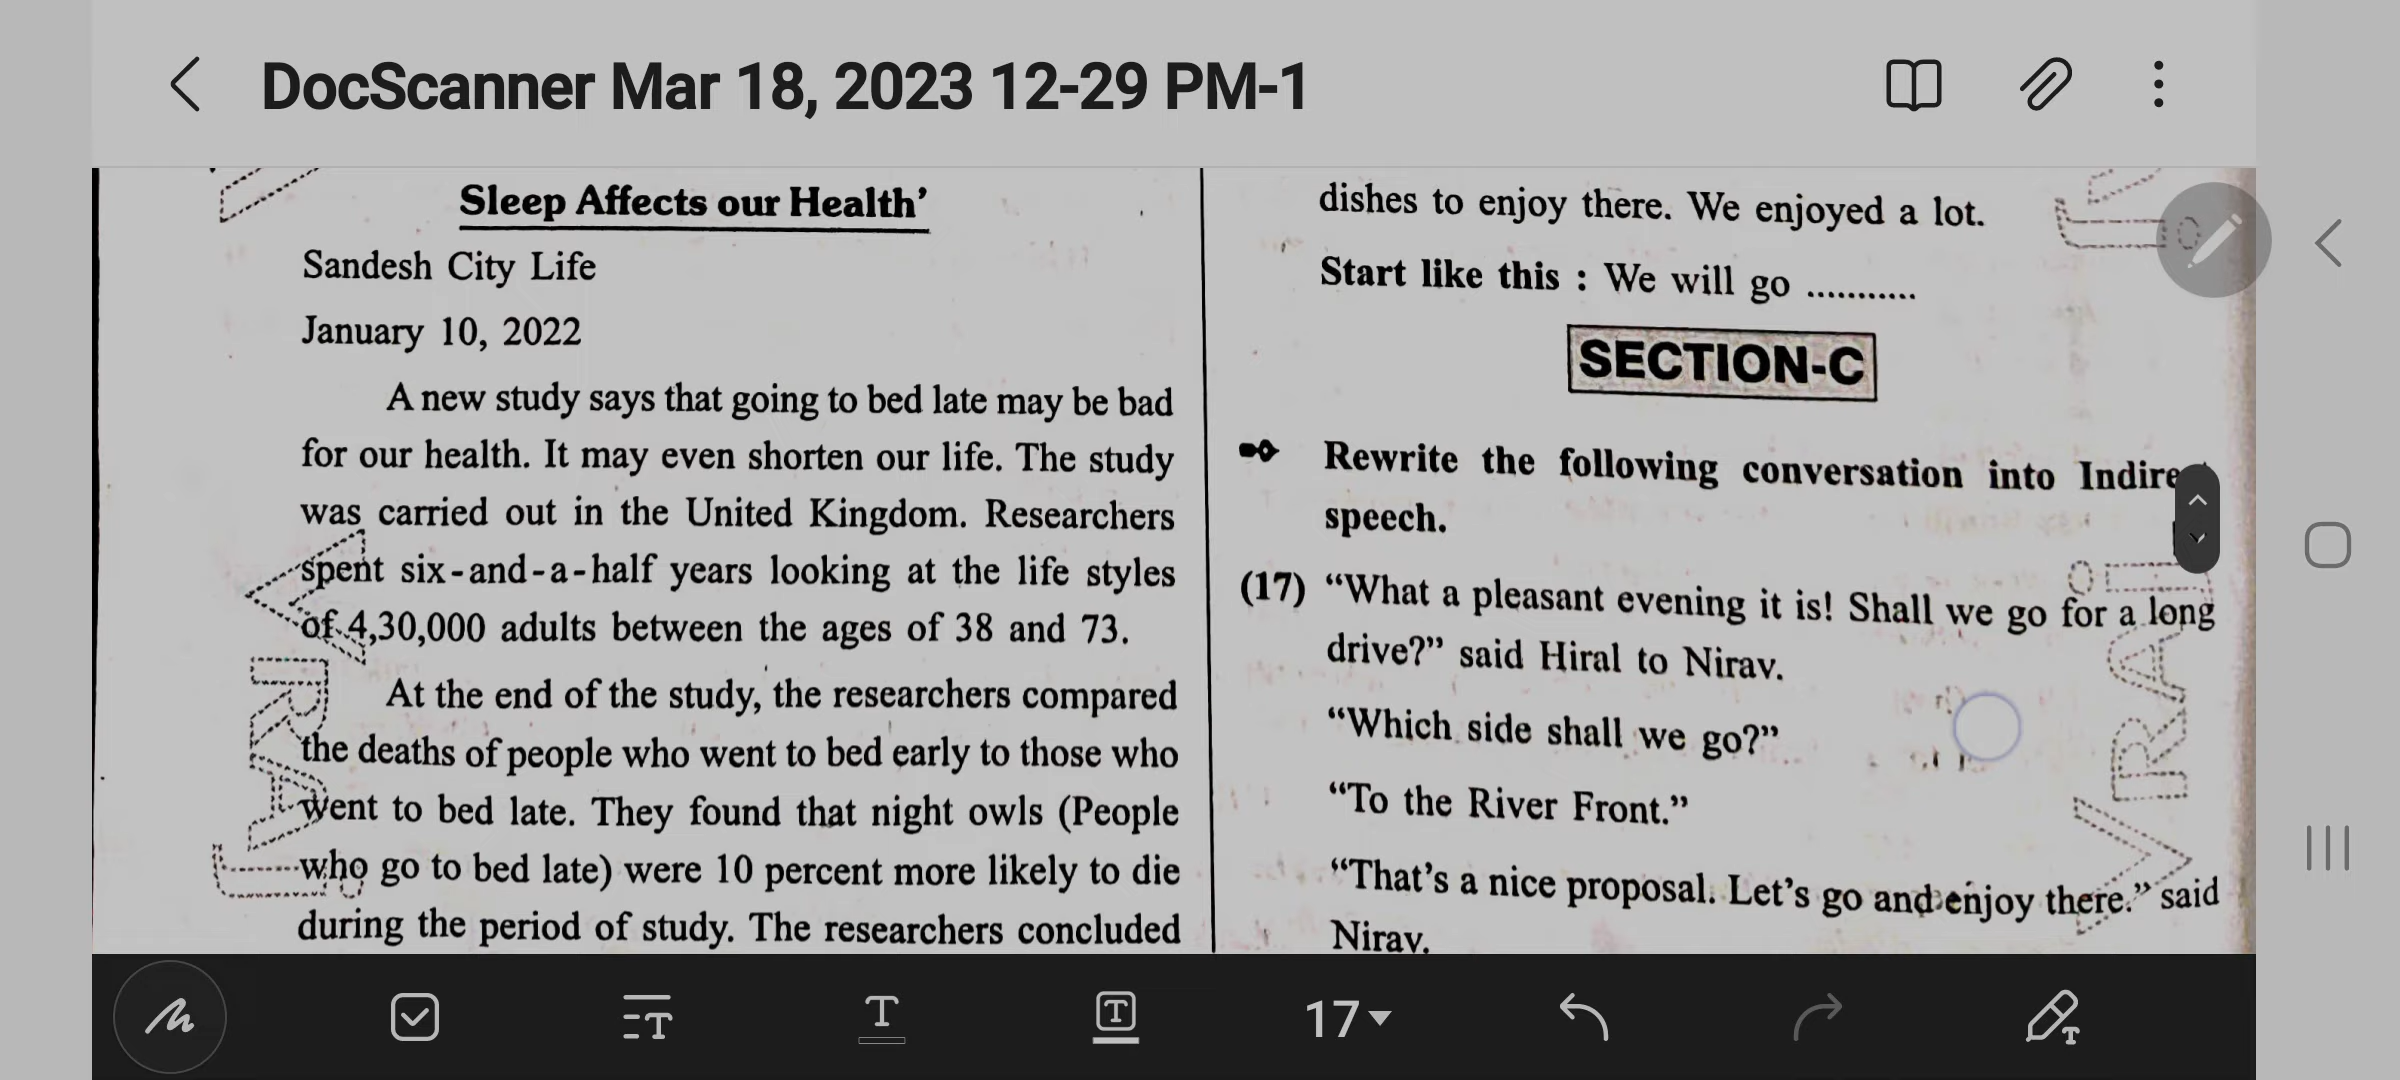 DocScanner Mar 18, 2023 12-29 PM-1
Sleep Affects our Health’
Sandesh City Life
January 10, 2022
A new study says that going to bed late may be bad
for our health. It may even shorten our life. The study
was carried out in the United Kingdom. Researchers
spent six-and-a-half years looking at the life styles
of 4,30,000 adults between the ages of 38 and 73.
At the end of the study, the researchers compared
the deaths of people who went to bed early to those who
went to bed late. They found that night owls (People
who go to bed late) were 10 percent more likely to die
during the period of study. The researchers concluded
dishes to enjoy there. We enjoyed a lot.
Start like this : We will go ...........
SECTION-C
Rewrite the following conversation into
speech.
(17) “What a pleasant evening it is! Shall we go for a long
drive?” said Hiral to Nirav.
“Which side shall we go?”
“To the River Front.”
“That’s a nice proposal. Let’s go and enjoy there.” said
Nirav.
T
T
T
17
T